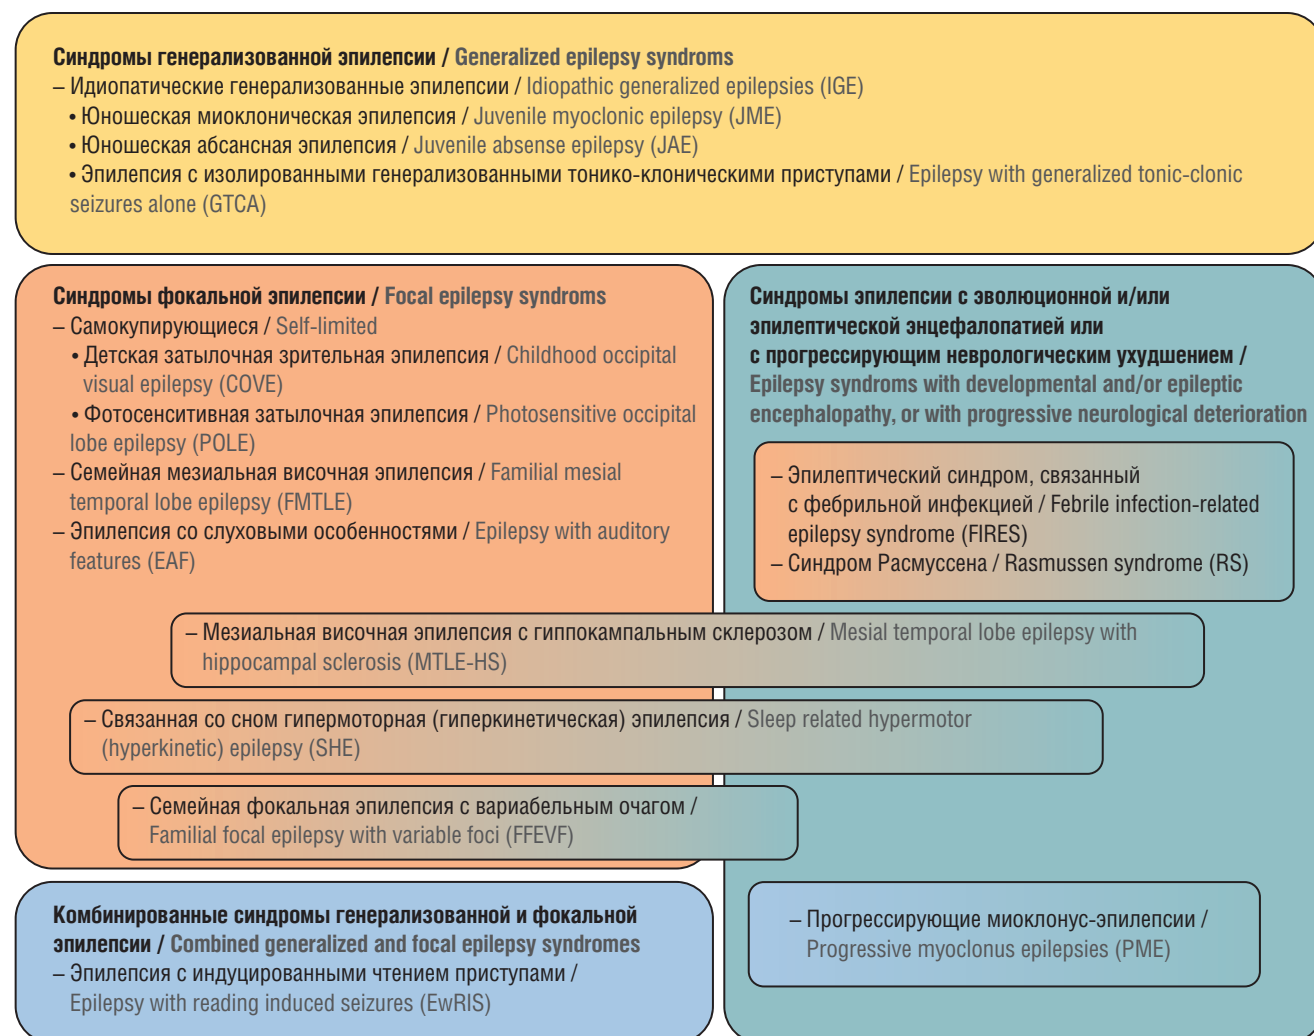 Синдромы генерализованной эпилепсии / Generalized epilepsy syndroms
– Идиопатические генерализованные эпилепсии / Idiopathic generalized epilepsies (IGE)
• Юношеская миоклоническая эпилепсия / Juvenile myoclonic epilepsy (JME)
• Юношеская абсансная эпилепсия / Juvenile absense epilepsy (JAE)
• Эпилепсия с изолированными генерализованными тонико-клоническими приступами / Epilepsy with generalized tonic-clonic
seizures alone (GTCA)
Синдромы фокальной эпилепсии / Focal epilepsy syndroms
– Самокупирующиеся / Self-limited
• Детская затылочная зрительная эпилепсия / Childhood occipital
visual epilepsy (COVE)
• Фотосенситивная затылочная эпилепсия / Photosensitive occipital
lobe epilepsy (POLE)
– Семейная мезиальная височная эпилепсия / Familial mesial
temporal lobe epilepsy (FMTLE)
– Эпилепсия со слуховыми особенностями / Epilepsy with auditory
features (EAF)
Синдромы эпилепсии с эволюционной и/или
эпилептической энцефалопатией или
с прогрессирующим неврологическим ухудшением /
Epilepsy syndroms with developmental and/or epileptic
encephalopathy, or with progressive neurological deterioration
– Эпилептический синдром, связанный
с фебрильной инфекцией / Febrile infection-related
epilepsy syndrome (FIRES)
– Синдром Расмуссена / Rasmussen syndrome (RS)
– Мезиальная височная эпилепсия с гиппокампальным склерозом / Mesial temporal lobe epilepsy with
hippocampal sclerosis (MTLE-HS)
– Связанная со сном гипермоторная (гиперкинетическая) эпилепсия / Sleep related hypermotor
(hyperkinetic) epilepsy (SHE)
– Семейная фокальная эпилепсия с вариабельным очагом /
Familial focal epilepsy with variable foci (FFEVF)
Комбинированные синдромы генерализованной и фокальной
эпилепсии / Combined generalized and focal epilepsy syndromes
– Эпилепсия с индуцированными чтением приступами /
Epilepsy with reading induced seizures (EwRIS)
– Прогрессирующие миоклонус-эпилепсии /
Progressive myoclonus epilepsies (PME)